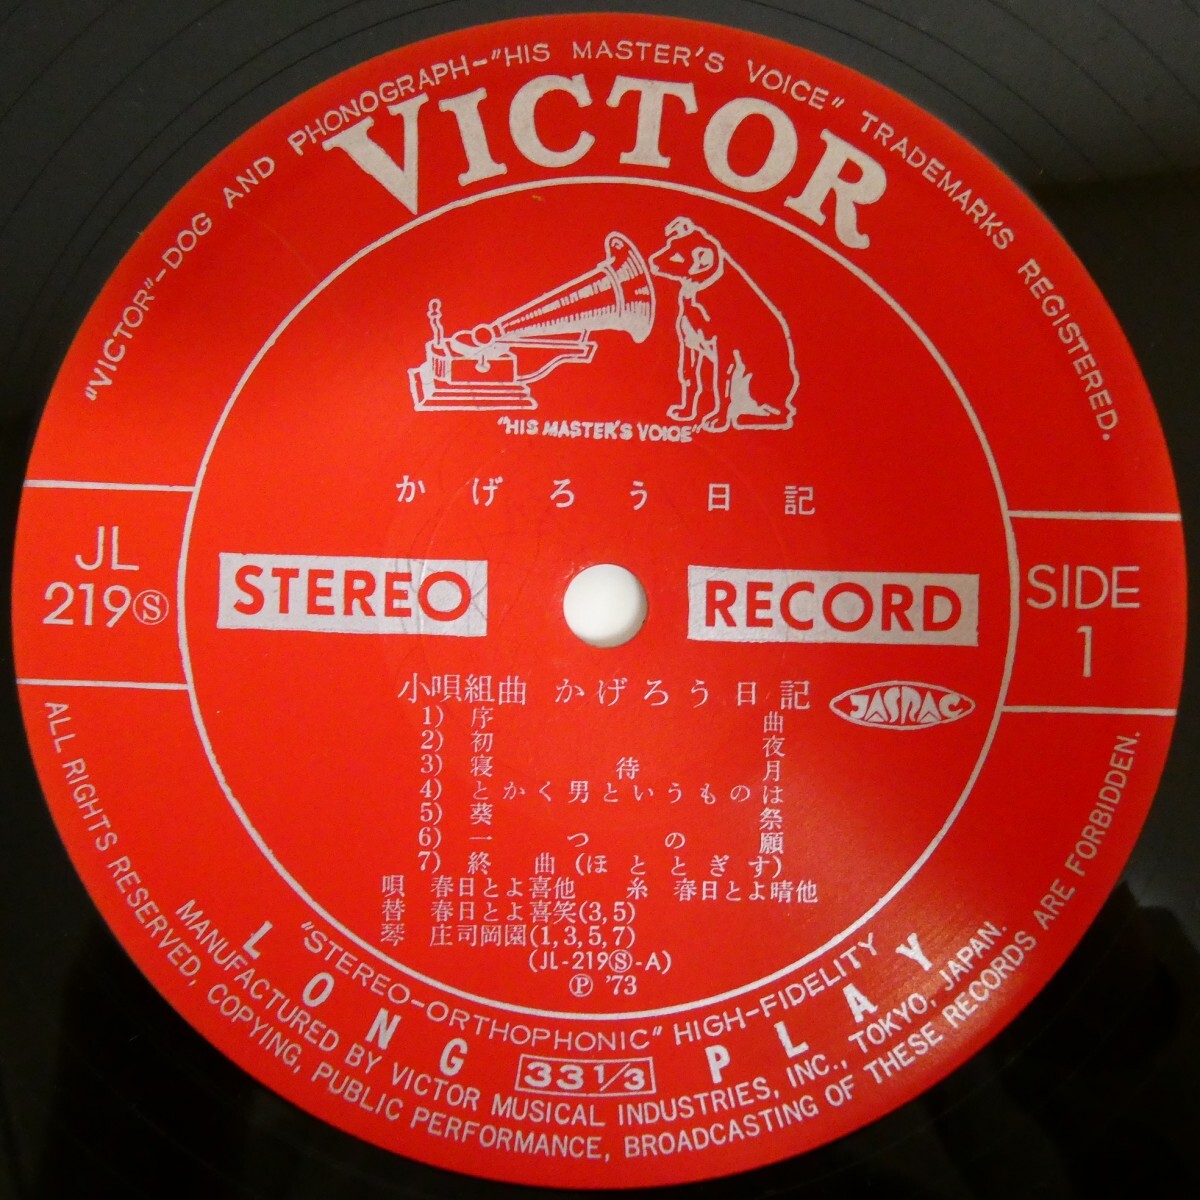 "VICTOR"-DOG AND PHONOGRAPH-"HIS MASTER'S VOICE" TRADEMARKS REGISTERED.
VICTOR
"HIS MASTER'S VOICE"
かげろう日記
JL
219Ⓢ
STEREO RECORD
SIDE
1
小唄組曲 かげろう日記
JASRAC
1) 序曲
2) 初夜
3) 寝待月
4) とかく男というものは
5) 葵祭
6) 一つの願
7) 終曲(ほととぎす)
唄 春日とよ喜他 糸 春日とよ晴他
替 春日とよ喜笑(3,5)
琴 庄司岡園(1,3,5,7)
(JL-219Ⓢ-A)
Ⓟ '73
"STEREO-ORTHOPHONIC" HIGH-FIDELITY
LONG PLAY
33 1/3
MANUFACTURED BY VICTOR MUSICAL INDUSTRIES, INC., TOKYO, JAPAN.
ALL RIGHTS RESERVED, COPYING, PUBLIC PERFORMANCE, BROADCASTING OF THESE RECORDS ARE FORBIDDEN.